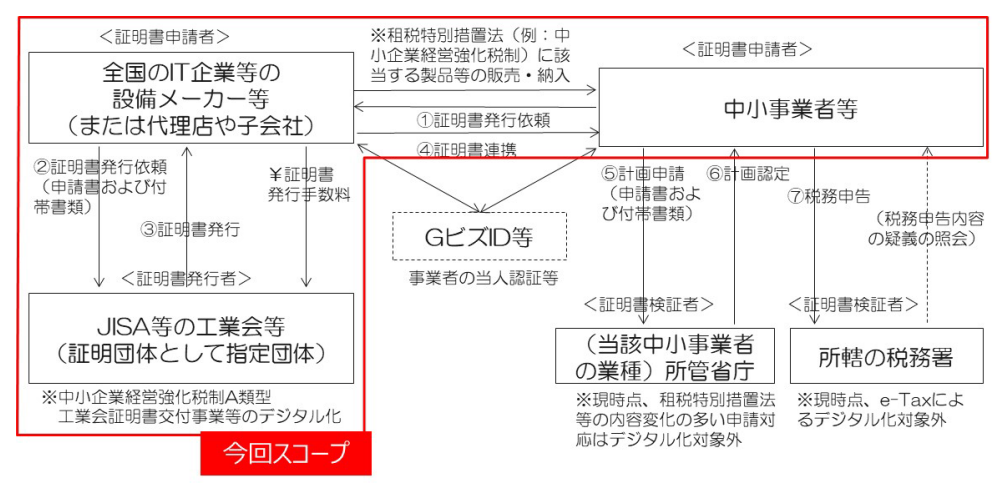 ＜証明書申請者＞
全国のIT企業等の
設備メーカー等
（または代理店や子会社）
※租税特別措置法（例：中
小企業経営強化税制）に該
当する製品等の販売・納入
＜証明書申請者＞
中小事業者等
①証明書発行依頼
④証明書連携
②証明書発行依頼
（申請書および付
帯書類）
③証明書発行
￥証明書
発行手数料
GビズID等
事業者の当人認証等
⑤計画申請
（申請書およ
び付帯書類）
⑥計画認定
⑦税務申告
（税務申告内容
の疑義の照会）
＜証明書発行者＞
JISA等の工業会等
（証明団体として指定団体）
※中小企業経営強化税制A類型
工業会証明書交付事業等のデジタル化
今回スコープ
＜証明書検証者＞
（当該中小事業者
の業種）所管省庁
※現時点、租税特別措置法
等の内容変化の多い申請対
応はデジタル化対象外
＜証明書検証者＞
所轄の税務署
※現時点、e-Taxによ
るデジタル化対象外